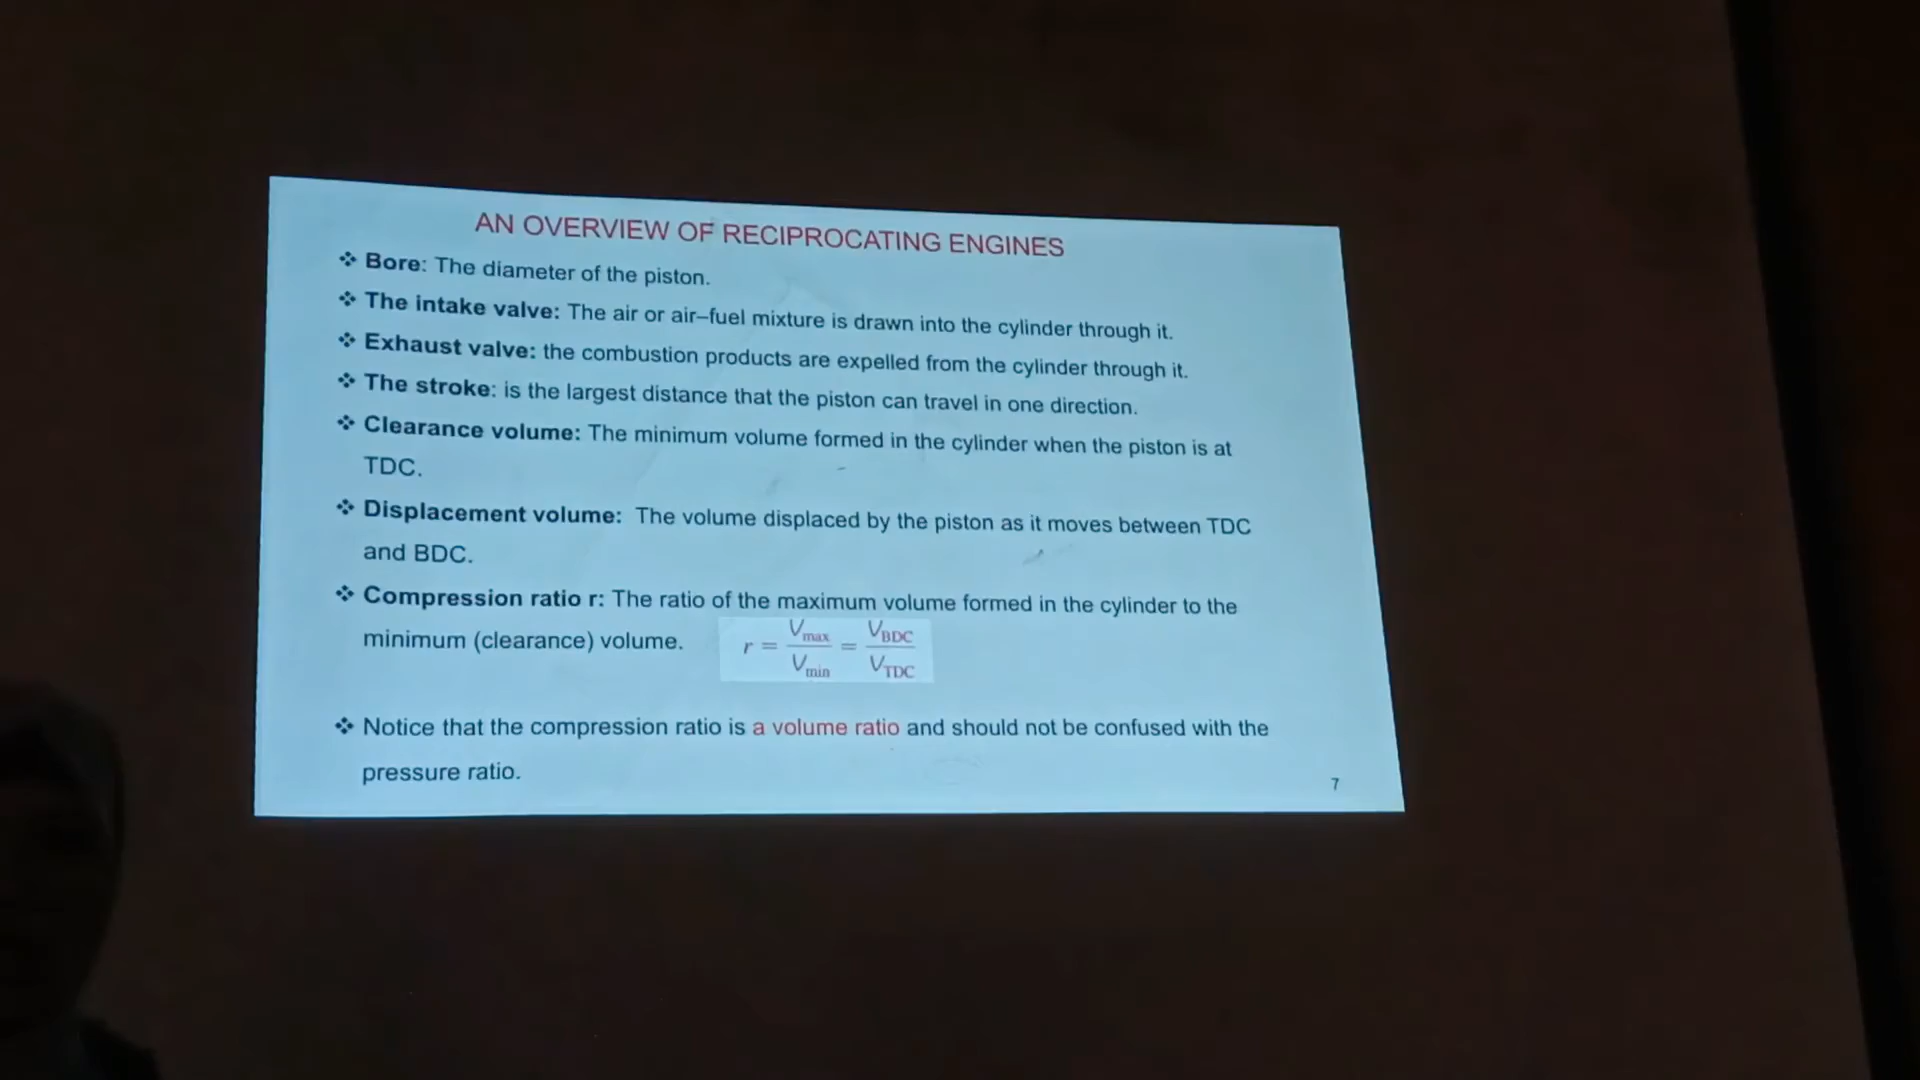 AN OVERVIEW OF RECIPROCATING ENGINES
❖ Bore: The diameter of the piston.
❖ The intake valve: The air or air–fuel mixture is drawn into the cylinder through it.
❖ Exhaust valve: the combustion products are expelled from the cylinder through it.
❖ The stroke: is the largest distance that the piston can travel in one direction.
❖ Clearance volume: The minimum volume formed in the cylinder when the piston is at
TDC.
❖ Displacement volume: The volume displaced by the piston as it moves between TDC
and BDC.
❖ Compression ratio r: The ratio of the maximum volume formed in the cylinder to the
minimum (clearance) volume. r = Vmax/Vmin = VBDC/VTDC
❖ Notice that the compression ratio is a volume ratio and should not be confused with the
pressure ratio.
7